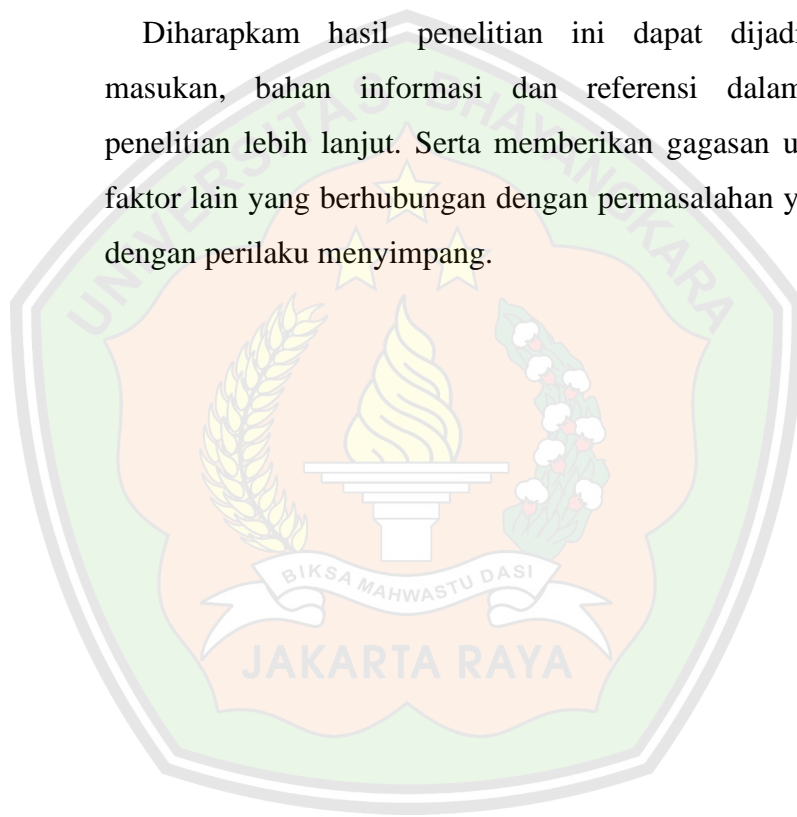 Diharapkam hasil penelitian ini dapat dijadi
masukan, bahan informasi dan referensi dalam
penelitian lebih lanjut. Serta memberikan gagasan u
faktor lain yang berhubungan dengan permasalahan y
dengan perilaku menyimpang.
UNIVERSITAS BHAYANGKARA
BIKSA MAHWASTU DASI
JAKARTA RAYA